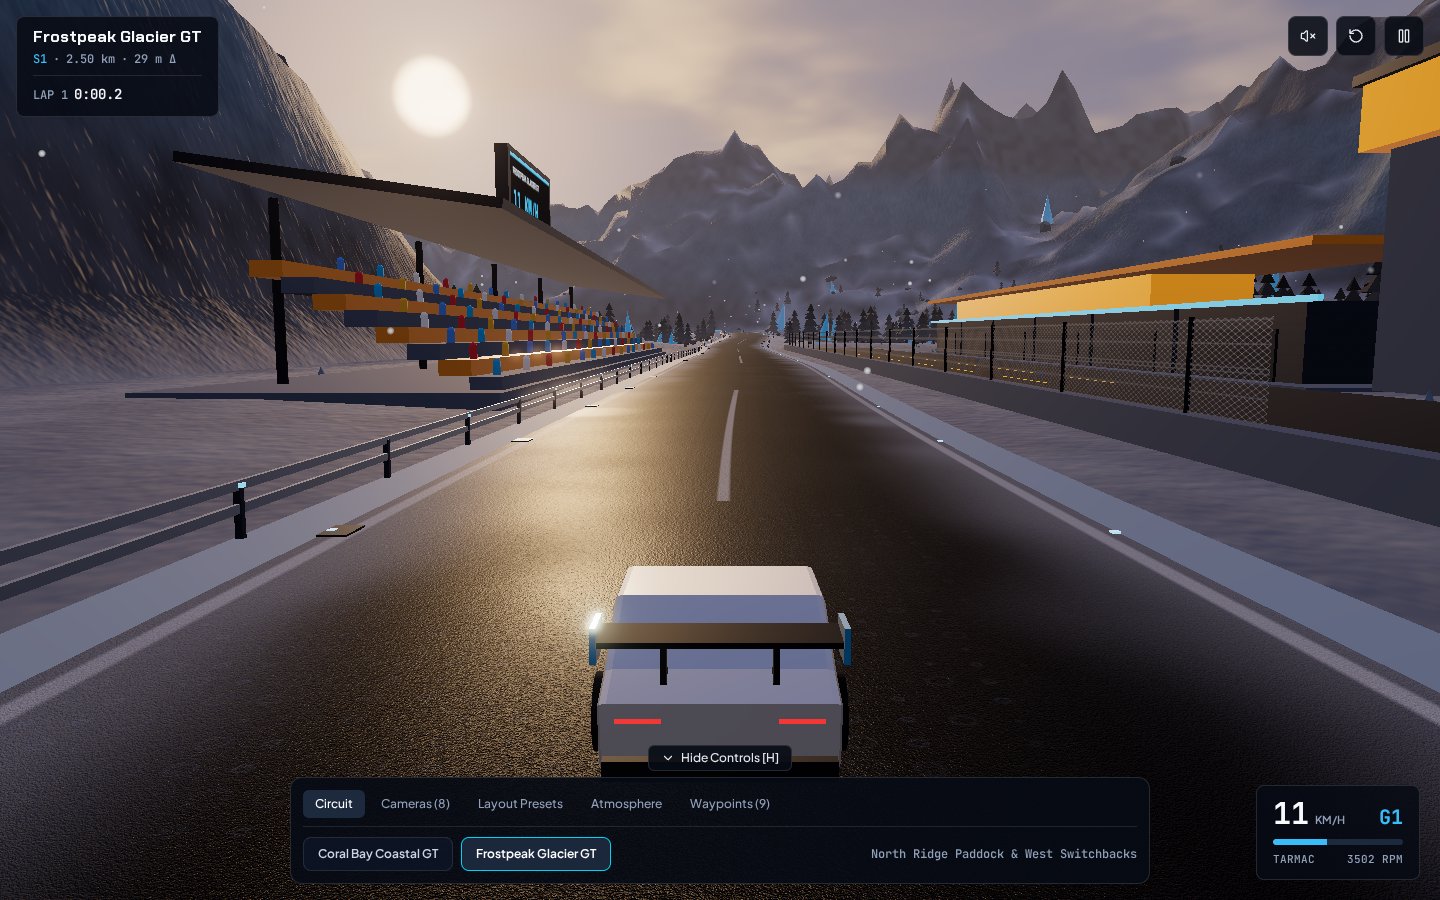 Frostpeak Glacier GT
S1 · 2.50 km · 29 m Δ
LAP 1 0:00.2
11 KM/H
Hide Controls [H]
Circuit
Cameras (8)
Layout Presets
Atmosphere
Waypoints (9)
Coral Bay Coastal GT
Frostpeak Glacier GT
North Ridge Paddock & West Switchbacks
11 KM/H G1
TARMAC 3502 RPM